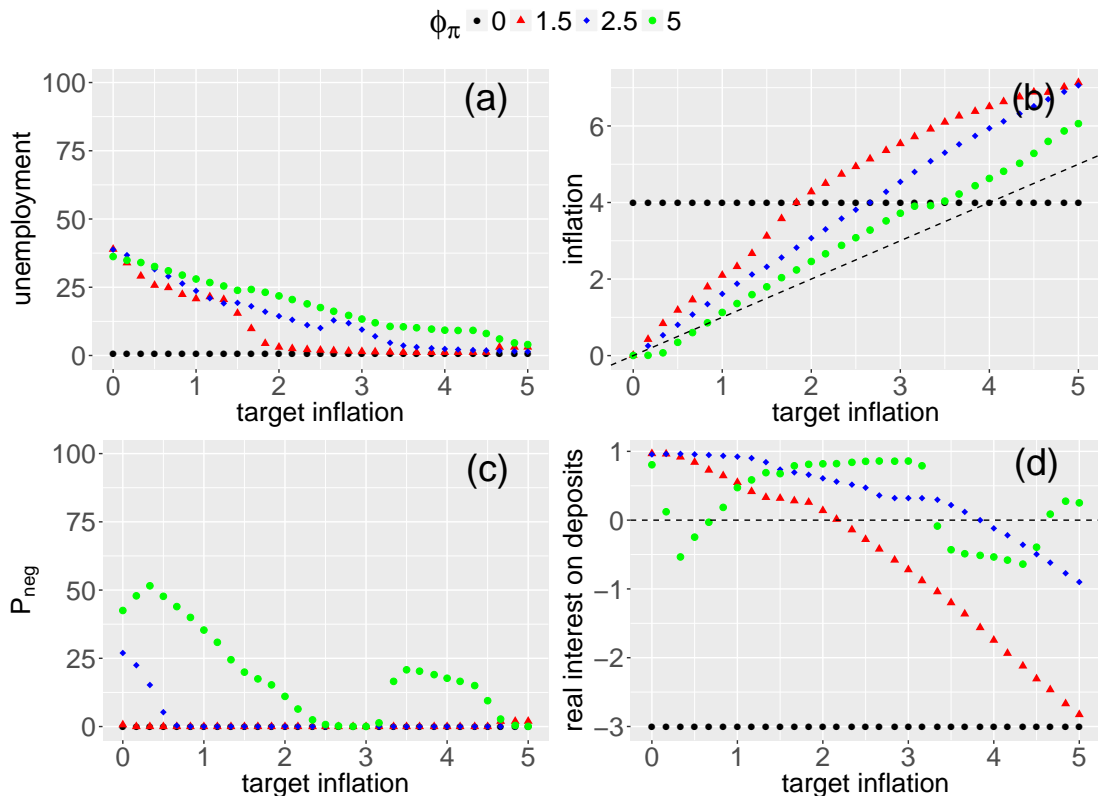 ϕπ 0 1.5 2.5 5
(a)
100
75
50
25
0
unemployment
0 1 2 3 4 5
target inflation
(b)
6
4
2
0
inflation
0 1 2 3 4 5
target inflation
(c)
100
75
50
25
0
Pneg
0 1 2 3 4 5
target inflation
(d)
1
0
−1
−2
−3
real interest on deposits
0 1 2 3 4 5
target inflation